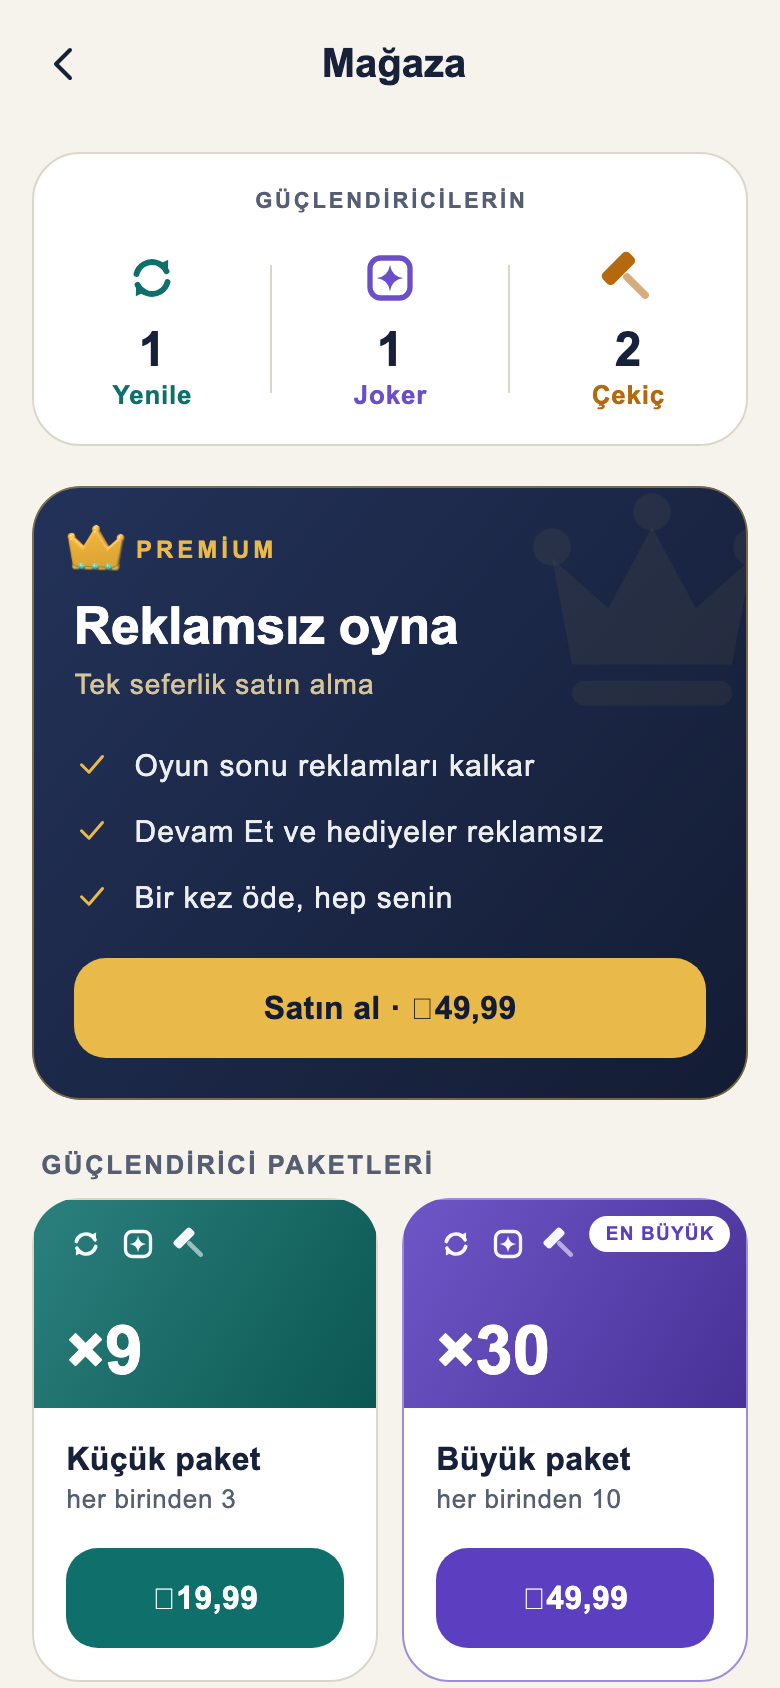 Mağaza
GÜÇLENDİRİCİLERİN
1
1
2
Yenile
Joker
Çekiç
PREMİUM
Reklamsız oyna
Tek seferlik satın alma
Oyun sonu reklamları kalkar
Devam Et ve hediyeler reklamsız
Bir kez öde, hep senin
Satın al · □49,99
GÜÇLENDİRİCİ PAKETLERİ
×9
Küçük paket
her birinden 3
□19,99
EN BÜYÜK
×30
Büyük paket
her birinden 10
□49,99